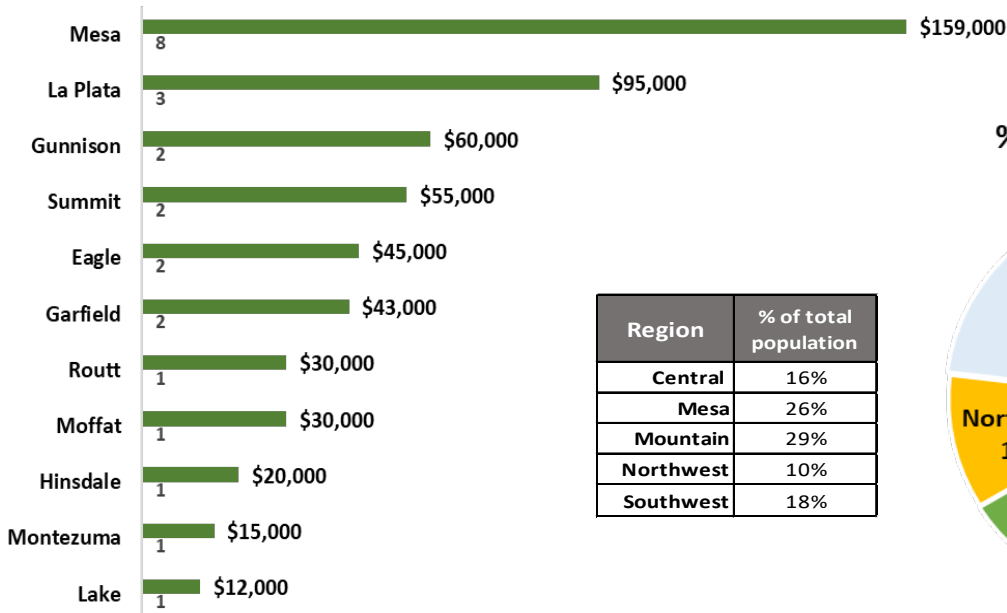 Mesa
8
$159,000
La Plata
3
$95,000
Gunnison
2
$60,000
Summit
2
$55,000
Eagle
2
$45,000
Garfield
2
$43,000
Routt
1
$30,000
Moffat
1
$30,000
Hinsdale
1
$20,000
Montezuma
1
$15,000
Lake
1
$12,000
Region
% of total
population
Central 16%
Mesa 26%
Mountain 29%
Northwest 10%
Southwest 18%
%